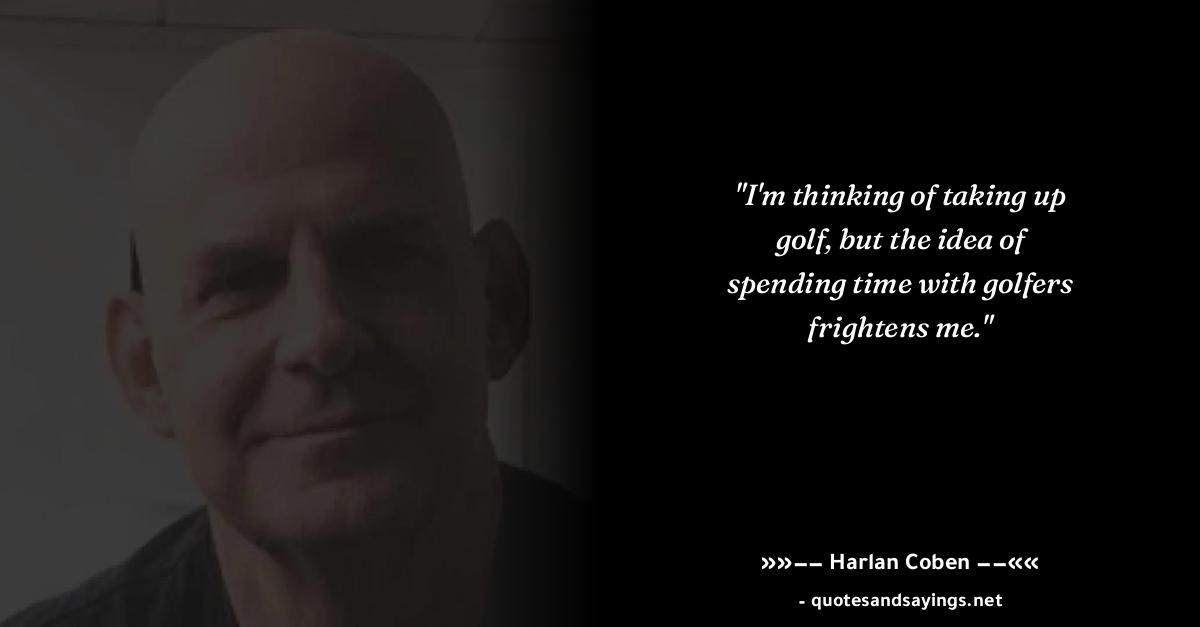 "I'm thinking of taking up
golf, but the idea of
spending time with golfers
frightens me."
»»−− Harlan Coben −−««
- quotesandsayings.net